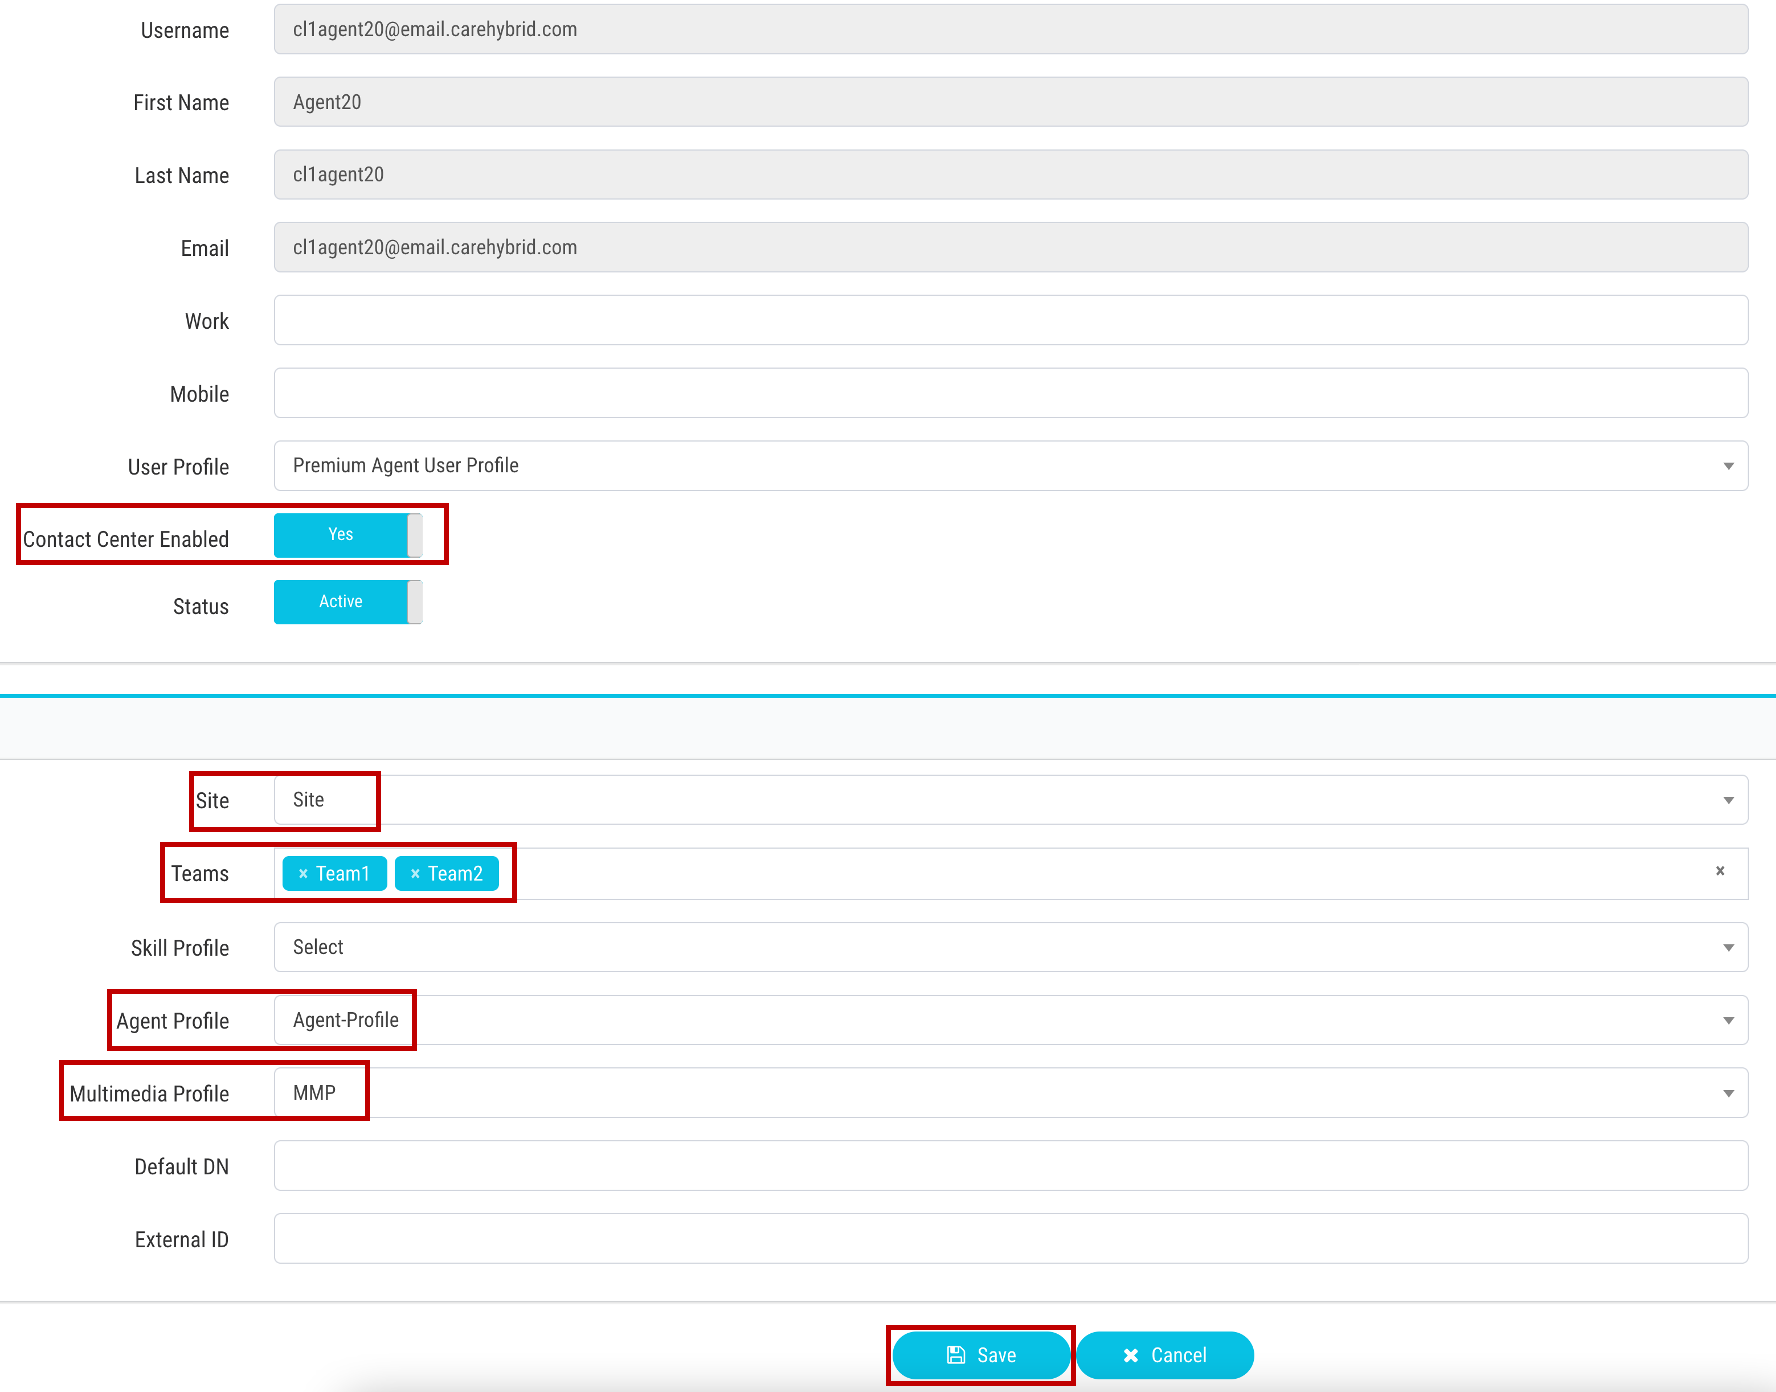 Username cl1agent20@email.carehybrid.com
First Name Agent20
Last Name cl1agent20
Email cl1agent20@email.carehybrid.com
Work
Mobile
User Profile Premium Agent User Profile
Contact Center Enabled Yes
Status Active
Site Site
Teams × Team1 × Team2 ×
Skill Profile Select
Agent Profile Agent-Profile
Multimedia Profile MMP
Default DN
External ID
Save Cancel